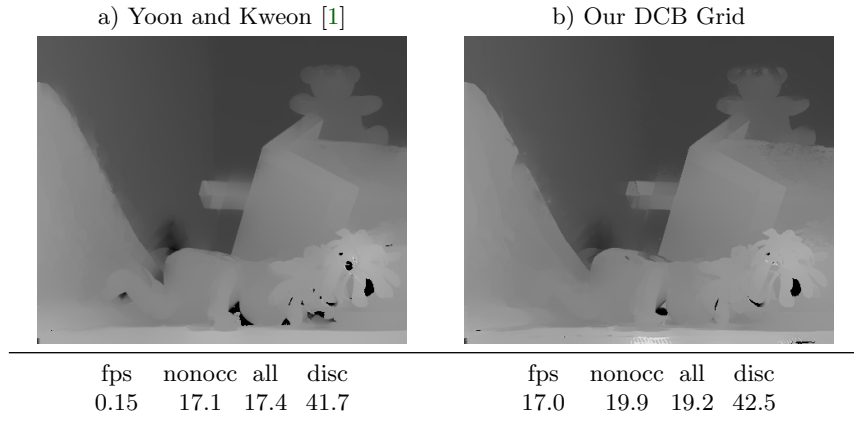 a) Yoon and Kweon [1]
b) Our DCB Grid
fps nonocc all disc
0.15 17.1 17.4 41.7
fps nonocc all disc
17.0 19.9 19.2 42.5